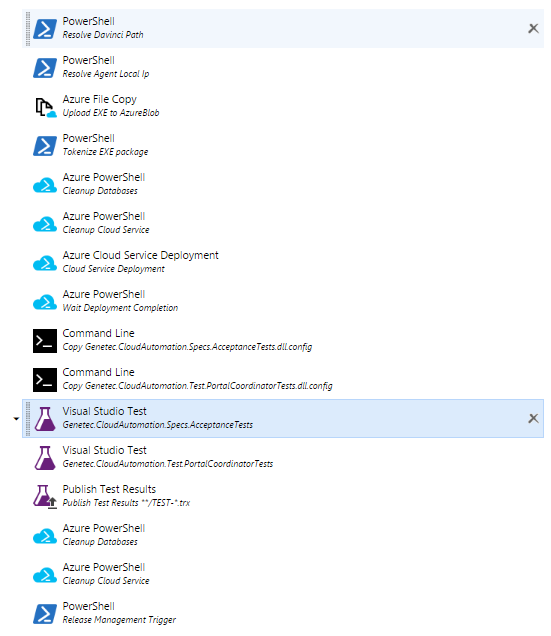 PowerShell
Resolve Davinci Path
PowerShell
Resolve Agent Local Ip
Azure File Copy
Upload EXE to AzureBlob
PowerShell
Tokenize EXE package
Azure PowerShell
Cleanup Databases
Azure PowerShell
Cleanup Cloud Service
Azure Cloud Service Deployment
Cloud Service Deployment
Azure PowerShell
Wait Deployment Completion
Command Line
Copy Genetec.CloudAutomation.Specs.AcceptanceTests.dll.config
Command Line
Copy Genetec.CloudAutomation.Test.PortalCoordinatorTests.dll.config
Visual Studio Test
Genetec.CloudAutomation.Specs.AcceptanceTests
Visual Studio Test
Genetec.CloudAutomation.Test.PortalCoordinatorTests
Publish Test Results
Publish Test Results **/TEST-*.trx
Azure PowerShell
Cleanup Databases
Azure PowerShell
Cleanup Cloud Service
PowerShell
Release Management Trigger